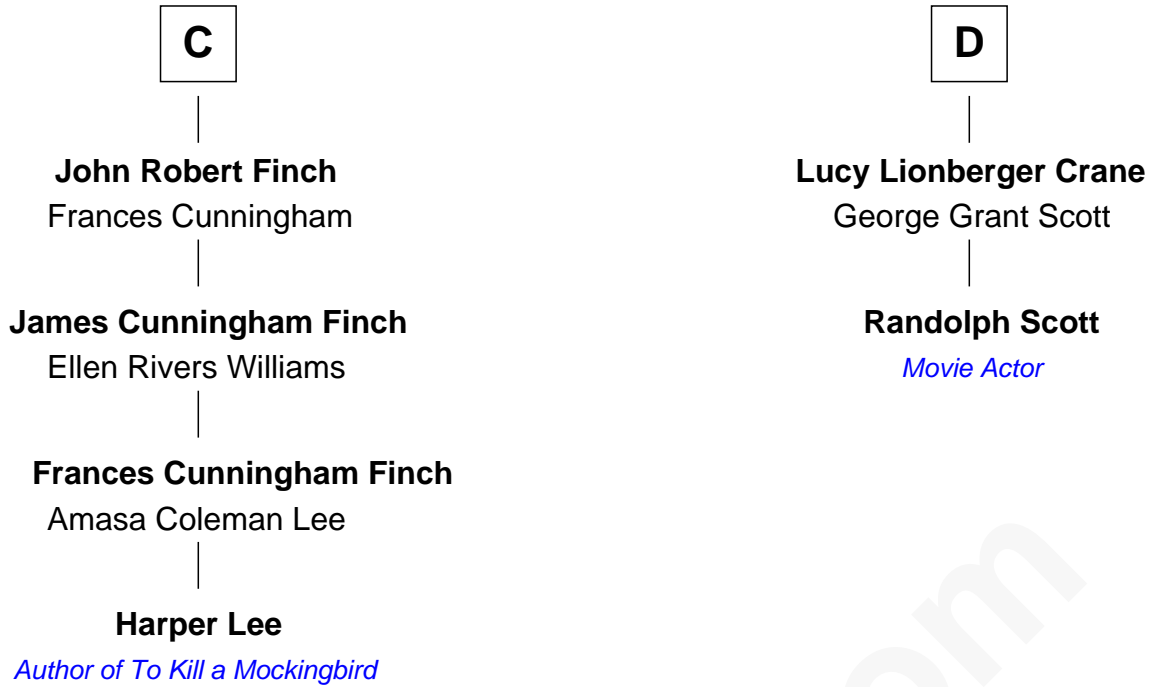 C
John Robert Finch
Frances Cunningham
James Cunningham Finch
Ellen Rivers Williams
Frances Cunningham Finch
Amasa Coleman Lee
Harper Lee
Author of To Kill a Mockingbird
D
Lucy Lionberger Crane
George Grant Scott
Randolph Scott
Movie Actor
om